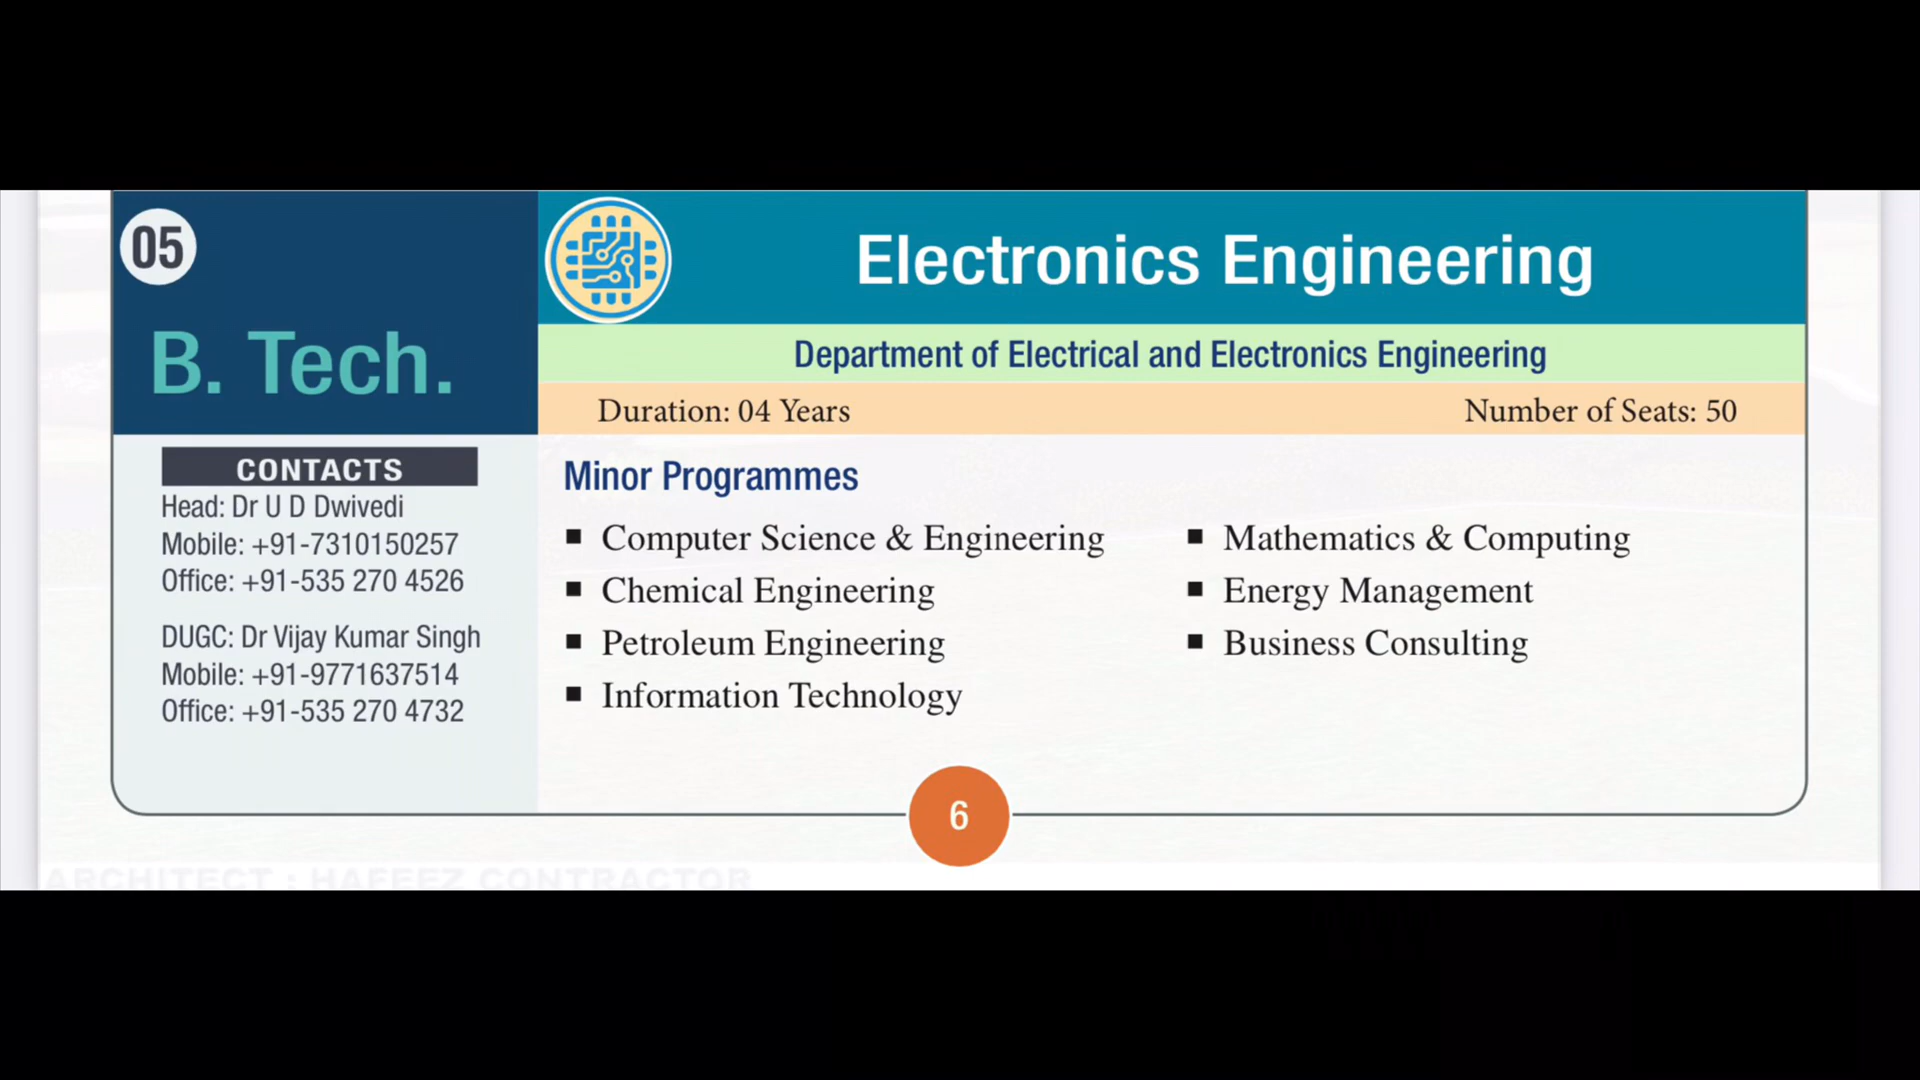 05
B. Tech.
Electronics Engineering
Department of Electrical and Electronics Engineering
Duration: 04 Years
Number of Seats: 50
CONTACTS
Head: Dr U D Dwivedi
Mobile: +91-7310150257
Office: +91-535 270 4526
DUGC: Dr Vijay Kumar Singh
Mobile: +91-9771637514
Office: +91-535 270 4732
Minor Programmes
■ Computer Science & Engineering
■ Chemical Engineering
■ Petroleum Engineering
■ Information Technology
■ Mathematics & Computing
■ Energy Management
■ Business Consulting
6
ARCHITECT : HAFEEZ CONTRACTOR